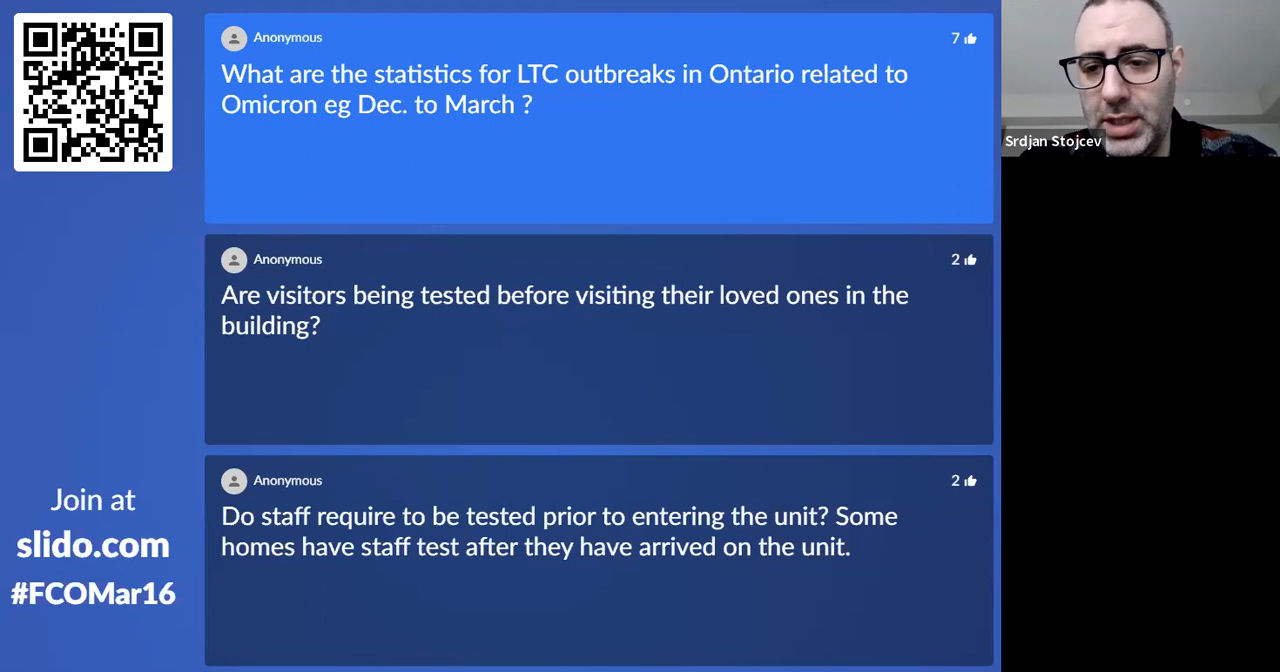 Anonymous
7
What are the statistics for LTC outbreaks in Ontario related to
Omicron eg Dec. to March ?
Srdjan Stojcev
Anonymous
2
Are visitors being tested before visiting their loved ones in the
building?
Anonymous
2
Do staff require to be tested prior to entering the unit? Some
homes have staff test after they have arrived on the unit.
Join at
slido.com
#FCOMar16